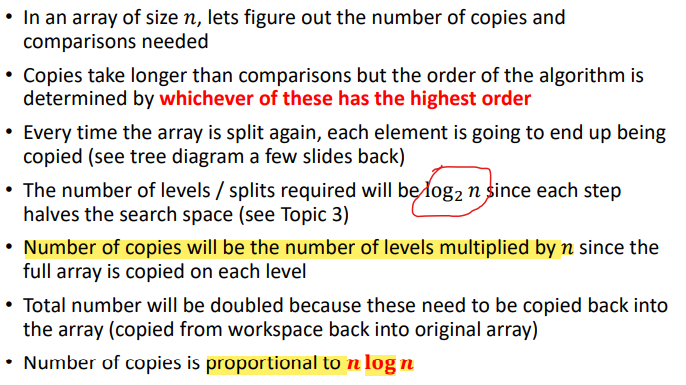 • In an array of size n, lets figure out the number of copies and
comparisons needed
• Copies take longer than comparisons but the order of the algorithm is
determined by whichever of these has the highest order
• Every time the array is split again, each element is going to end up being
copied (see tree diagram a few slides back)
• The number of levels / splits required will be log₂ n since each step
halves the search space (see Topic 3)
• Number of copies will be the number of levels multiplied by n since the
full array is copied on each level
• Total number will be doubled because these need to be copied back into
the array (copied from workspace back into original array)
• Number of copies is proportional to n log n